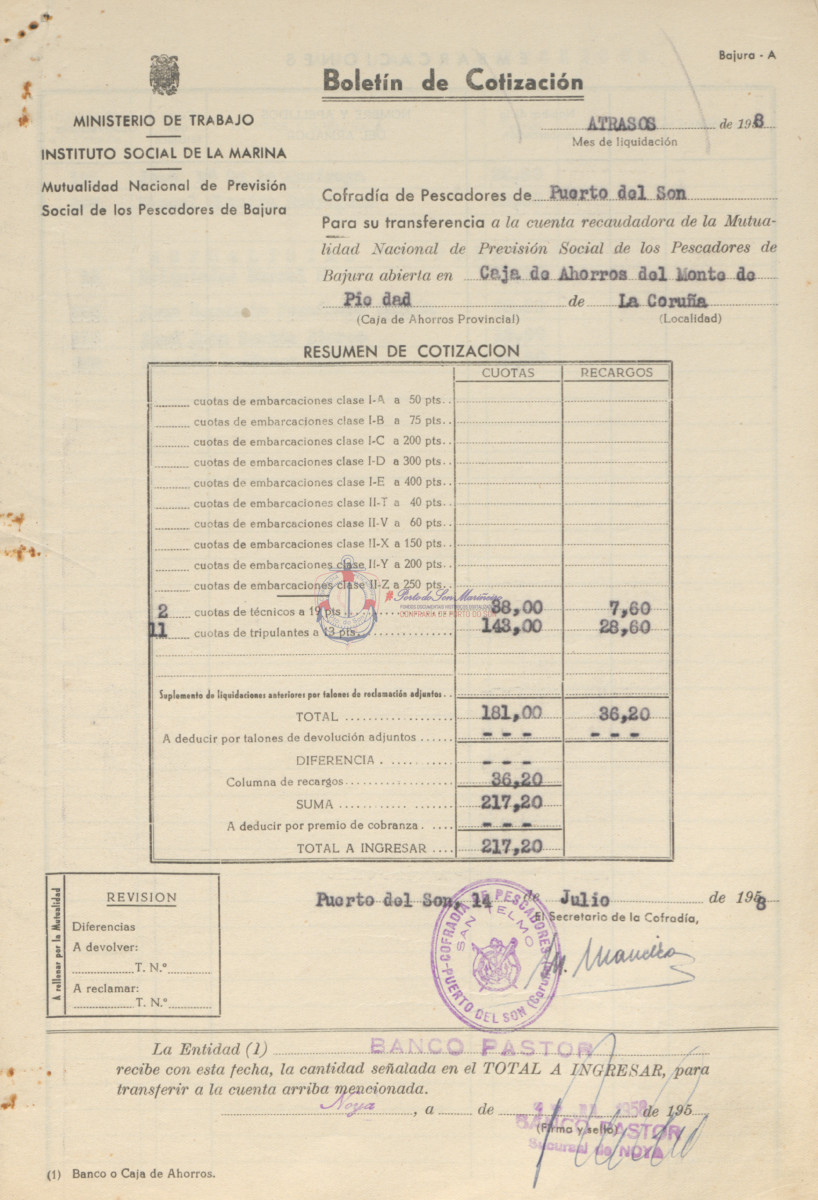 Bajura - A
Boletín de Cotización
MINISTERIO DE TRABAJO
INSTITUTO SOCIAL DE LA MARINA
Mutualidad Nacional de Previsión
Social de los Pescadores de Bajura
ATRASOS de 1958
Mes de liquidación
Cofradía de Pescadores de Puerto del Son
Para su transferencia a la cuenta recaudadora de la Mutua-
lidad Nacional de Previsión Social de los Pescadores de
Bajura abierta en Caja de Ahorros del Monte de
Pie dad de La Coruña
(Caja de Ahorros Provincial) (Localidad)
RESUMEN DE COTIZACION
CUOTAS RECARGOS
cuotas de embarcaciones clase I-A a 50 pts.
cuotas de embarcaciones clase I-B a 75 pts.
cuotas de embarcaciones clase I-C a 200 pts.
cuotas de embarcaciones clase I-D a 300 pts.
cuotas de embarcaciones clase I-E a 400 pts.
cuotas de embarcaciones clase II-T a 40 pts.
cuotas de embarcaciones clase II-V a 60 pts.
cuotas de embarcaciones clase II-X a 150 pts.
cuotas de embarcaciones clase II-Y a 200 pts.
cuotas de embarcaciones clase II-Z a 250 pts.
2 cuotas de técnicos a 19 pts. 38,00 7,60
11 cuotas de tripulantes a 13 pts. 143,00 28,60
Porto do Son Mariñeiro
Suplemento de liquidaciones anteriores por talones de reclamación adjuntos
TOTAL 181,00 36,20
A deducir por talones de devolución adjuntos - - - - - -
DIFERENCIA - - -
Columna de recargos 36,20
SUMA 217,20
A deducir por premio de cobranza - - -
TOTAL A INGRESAR 217,20
A rellenar por la Mutualidad
REVISION
Diferencias
A devolver:
T. N.º
A reclamar:
T. N.º
Puerto del Son, 14 de Julio de 1958
El Secretario de la Cofradía,
COFRADIA DE PESCADORES
SAN TELMO
PUERTO DEL SON (Coruña)
M. Maneiro
La Entidad (1) BANCO PASTOR
recibe con esta fecha, la cantidad señalada en el TOTAL A INGRESAR, para
transferir a la cuenta arriba mencionada.
Noya, a de 1958 de 195
BANCO PASTOR
(Firma y sello)
Sucursal de NOYA
(1) Banco o Caja de Ahorros.